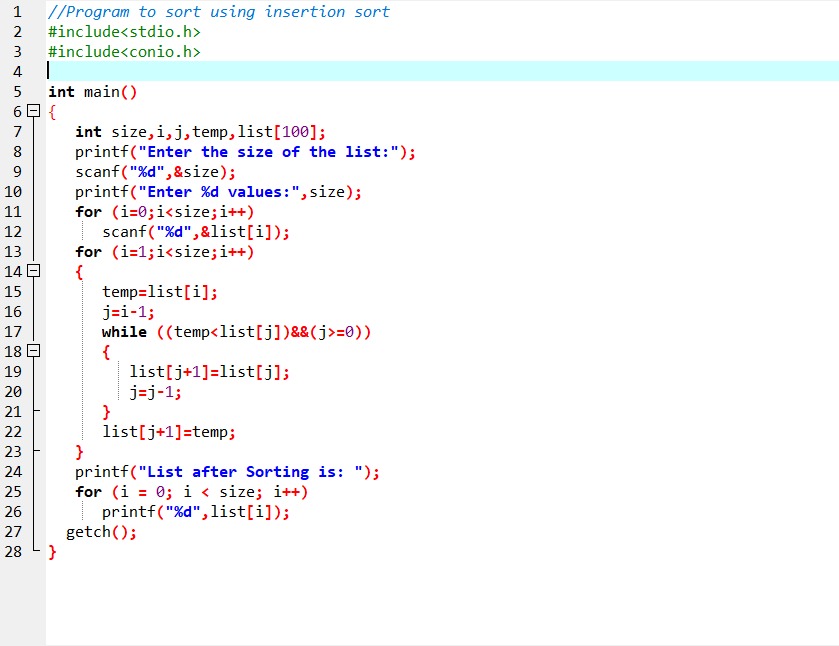 1 //Program to sort using insertion sort
2 #include<stdio.h>
3 #include<conio.h>
4
5 int main()
6 {
7 int size,i,j,temp,list[100];
8 printf("Enter the size of the list:");
9 scanf("%d",&size);
10 printf("Enter %d values:",size);
11 for (i=0;i<size;i++)
12 scanf("%d",&list[i]);
13 for (i=1;i<size;i++)
14 {
15 temp=list[i];
16 j=i-1;
17 while ((temp<list[j])&&(j>=0))
18 {
19 list[j+1]=list[j];
20 j=j-1;
21 }
22 list[j+1]=temp;
23 }
24 printf("List after Sorting is: ");
25 for (i = 0; i < size; i++)
26 printf("%d",list[i]);
27 getch();
28 }